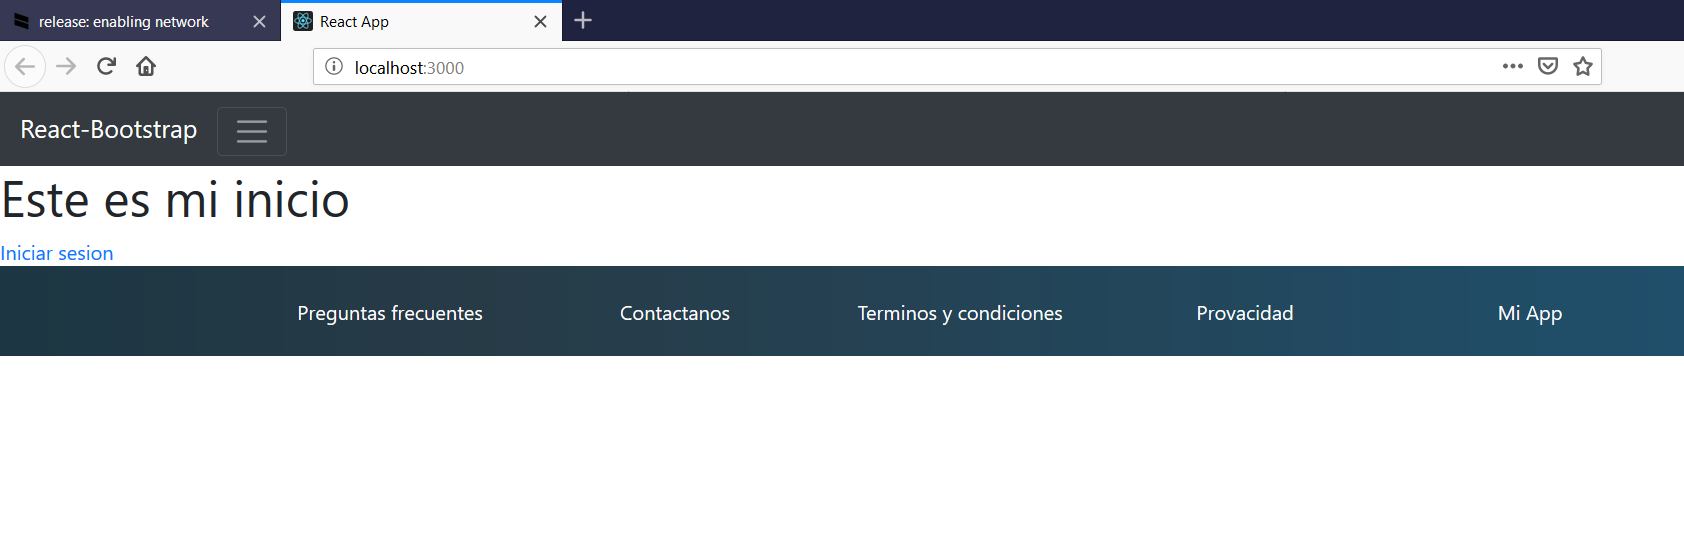 release: enabling network
React App
localhost:3000
React-Bootstrap
Este es mi inicio
Iniciar sesion
Preguntas frecuentes Contactanos Terminos y condiciones Provacidad Mi App